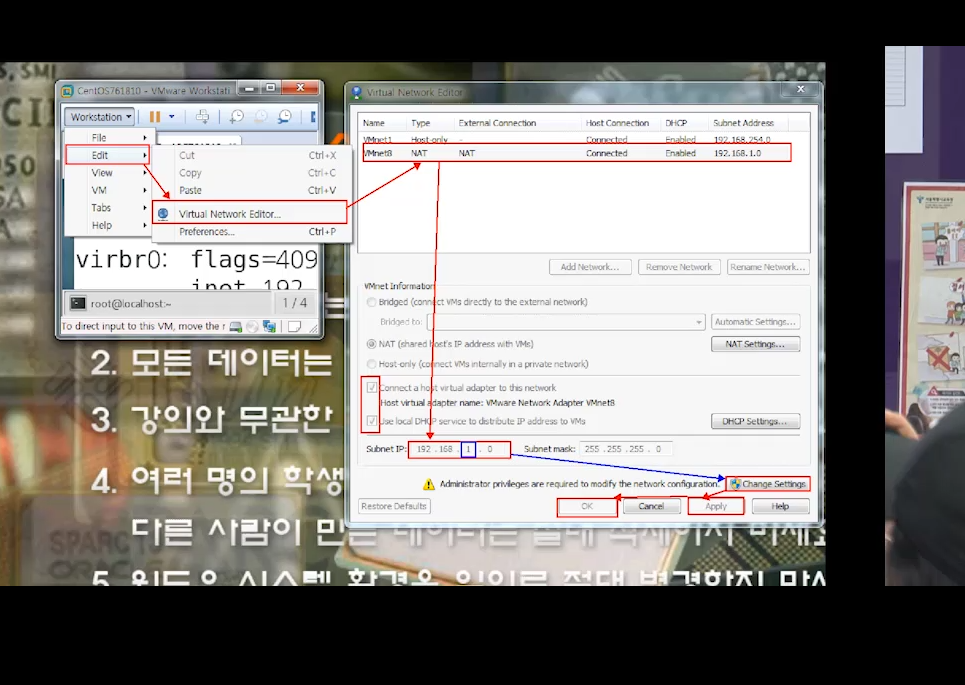 CentOS761810 - VMware Workstati
Workstation
File
Edit
View
VM
Tabs
Help
Cut Ctrl+X
Copy Ctrl+C
Paste Ctrl+V
Virtual Network Editor...
Preferences... Ctrl+P
virbr0: flags=409
inet 192
root@localhost:~ 1 / 4
To direct input to this VM, move the r
Virtual Network Editor
Name Type External Connection Host Connection DHCP Subnet Address
VMnet1 Host-only - Connected Enabled 192.168.254.0
VMnet8 NAT NAT Connected Enabled 192.168.1.0
Add Network... Remove Network Rename Network...
VMnet Information
Bridged (connect VMs directly to the external network)
Bridged to: Automatic Settings...
NAT (shared host's IP address with VMs) NAT Settings...
Host-only (connect VMs internally in a private network)
Connect a host virtual adapter to this network
Host virtual adapter name: VMware Network Adapter VMnet8
Use local DHCP service to distribute IP address to VMs DHCP Settings...
Subnet IP: 192 . 168 . 1 . 0 Subnet mask: 255 . 255 . 255 . 0
Administrator privileges are required to modify the network configuration. Change Settings
Restore Defaults OK Cancel Apply Help
2. 모든 데이터는
3. 강의와 무관한
4. 여러 명의 학생
다른 사람이 만든 데이터는 절대 삭제하지 마세요
5. 윈도우 시스템 환경을 임의로 절대 변경하지 마시